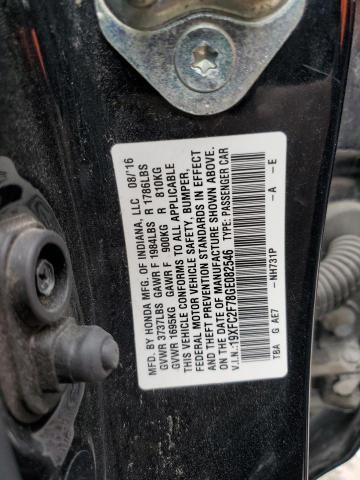 MFD. BY HONDA MFG. OF INDIANA, LLC 08/16
GVWR 3737LBS GAWR F 1984LBS R 1786LBS
GVWR 1695KG GAWR F 900KG R 810KG
THIS VEHICLE CONFORMS TO ALL APPLICABLE
FEDERAL MOTOR VEHICLE SAFETY, BUMPER,
AND THEFT PREVENTION STANDARDS IN EFFECT
ON THE DATE OF MANUFACTURE SHOWN ABOVE.
V.I.N.:19XFC2F78GE082546 TYPE: PASSENGER CAR
NH731P A E
TBA G AE7